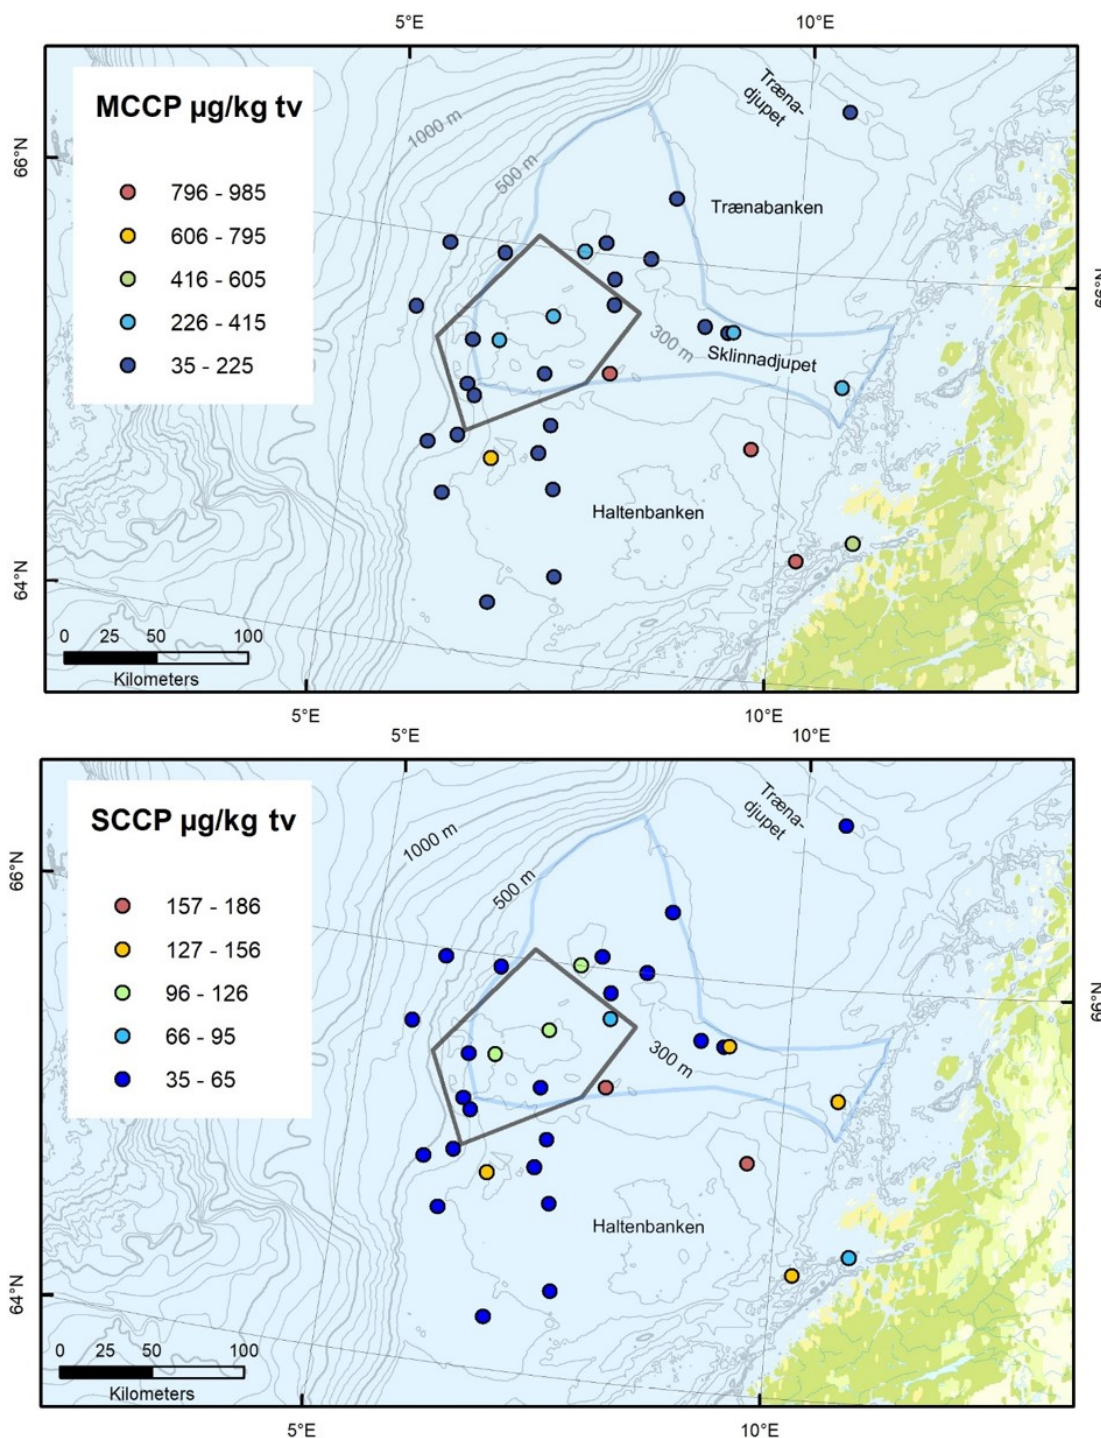 5°E 10°E
MCCP µg/kg tv
796 - 985
606 - 795
416 - 605
226 - 415
35 - 225
1000 m
500 m
300 m
Træna-
djupet
Trænabanken
Sklinnadjupet
Haltenbanken
66°N
66°N
64°N
0 25 50 100
Kilometers
5°E 10°E
5°E 10°E
SCCP µg/kg tv
157 - 186
127 - 156
96 - 126
66 - 95
35 - 65
1000 m
500 m
300 m
Træna-
djupet
Haltenbanken
66°N
66°N
64°N
0 25 50 100
Kilometers
5°E 10°E